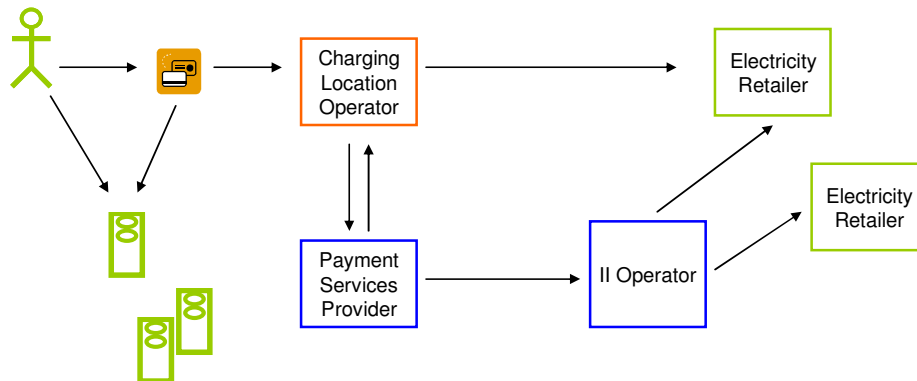 Charging
Location
Operator
Electricity
Retailer
Electricity
Retailer
Payment
Services
Provider
II Operator